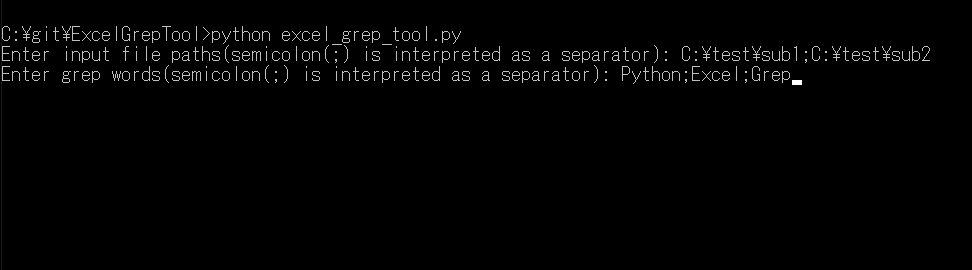 C:¥git¥ExcelGrepTool>python excel_grep_tool.py
Enter input file paths(semicolon(;) is interpreted as a separator): C:¥test¥sub1;C:¥test¥sub2
Enter grep words(semicolon(;) is interpreted as a separator): Python;Excel;Grep